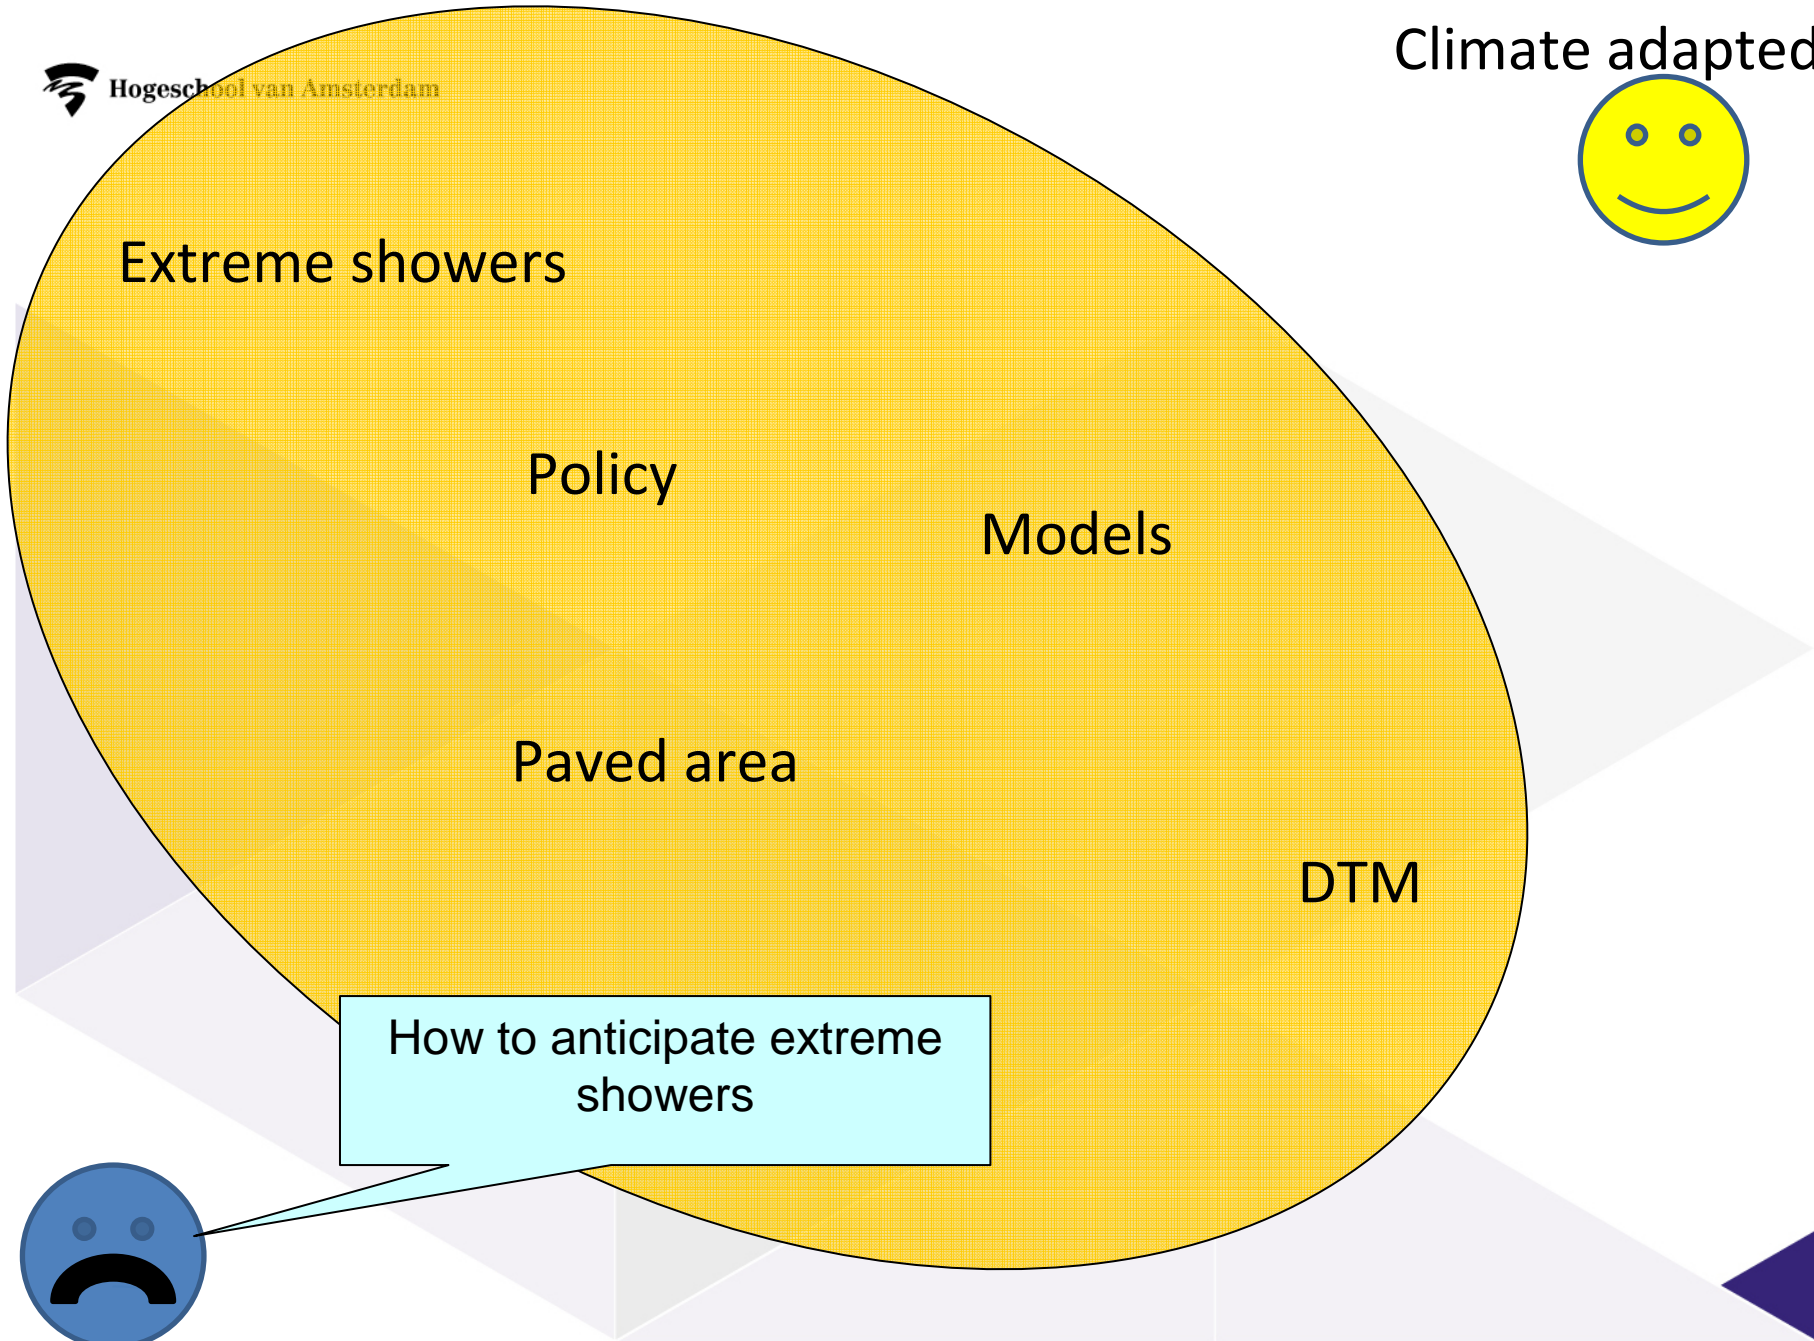 Climate adapted
Hogeschool van Amsterdam
Extreme showers
Policy
Models
Paved area
DTM
How to anticipate extreme
showers